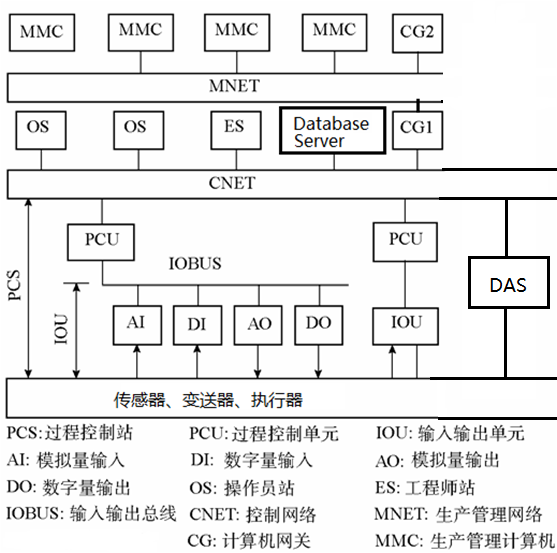 MMC MMC MMC MMC CG2
MNET
OS OS ES Database Server CG1
CNET
PCU PCU
IOBUS
PCS
DAS
IOU
AI DI AO DO IOU
传感器、变送器、执行器
PCS: 过程控制站 PCU: 过程控制单元 IOU: 输入输出单元
AI: 模拟量输入 DI: 数字量输入 AO: 模拟量输出
DO: 数字量输出 OS: 操作员站 ES: 工程师站
IOBUS: 输入输出总线 CNET: 控制网络 MNET: 生产管理网络
CG: 计算机网关 MMC: 生产管理计算机